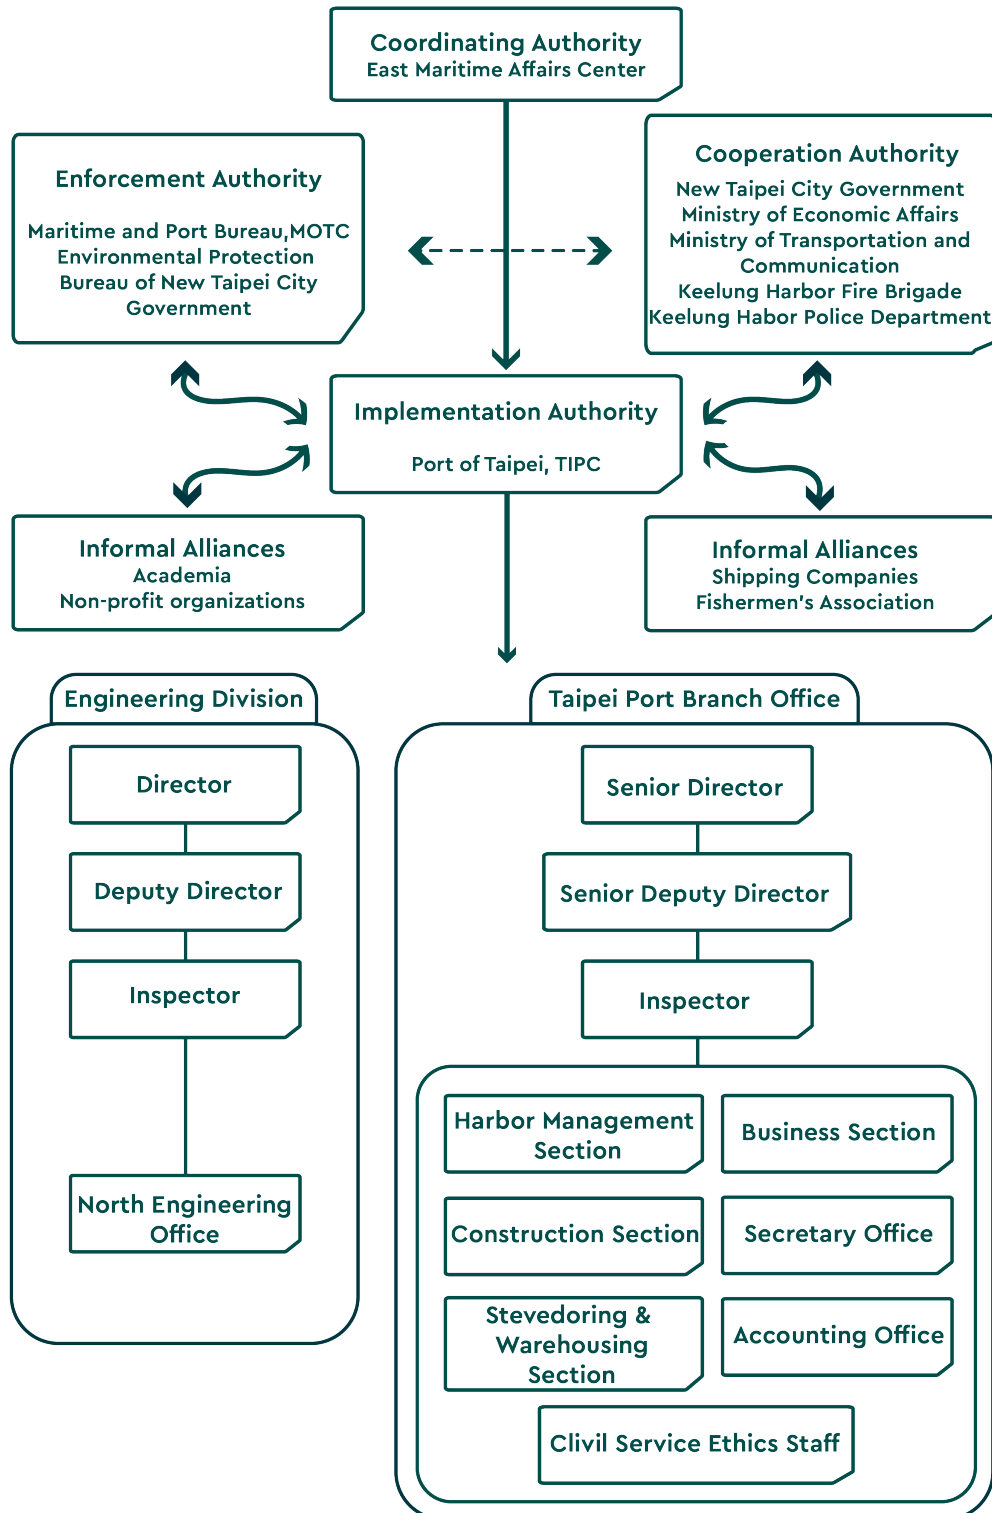 Coordinating Authority
East Maritime Affairs Center
Enforcement Authority
Maritime and Port Bureau,MOTC
Environmental Protection
Bureau of New Taipei City
Government
Cooperation Authority
New Taipei City Government
Ministry of Economic Affairs
Ministry of Transportation and
Communication
Keelung Harbor Fire Brigade
Keelung Habor Police Department
Implementation Authority
Port of Taipei, TIPC
Informal Alliances
Academia
Non-profit organizations
Informal Alliances
Shipping Companies
Fishermen's Association
Engineering Division
Director
Deputy Director
Inspector
North Engineering
Office
Taipei Port Branch Office
Senior Director
Senior Deputy Director
Inspector
Harbor Management
Section
Business Section
Construction Section
Secretary Office
Stevedoring &
Warehousing
Section
Accounting Office
Clivil Service Ethics Staff